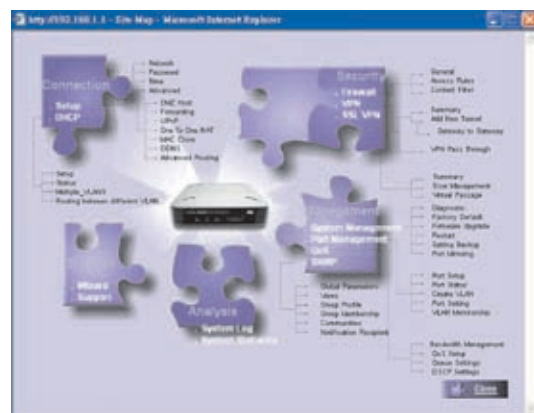 http://192.168.1.1 - Site Map - Microsoft Internet Explorer
Connection
Setup
DHCP
Network
Password
Time
Advanced
DMZ Host
Forwarding
UPnP
One To One NAT
MAC Clone
DDNS
Advanced Routing
Setup
Status
Multiple VLANS
Routing between different VLAN
Security
Firewall
VPN
SSL VPN
General
Access Rules
Content Filter
Summary
Add New Tunnel
Gateway to Gateway
VPN Pass through
Summary
User Management
Virtual Passage
Management
System Management
Port Management
QoS
SNMP
Diagnostic
Factory Default
Firmware Upgrade
Restart
Setting Backup
Port Mirroring
Port Setup
Port Status
Create VLAN
Port Setting
VLAN Membership
Bandwidth Management
QoS Setup
Queue Settings
DSCP Settings
Global Parameters
Views
Group Profile
Group Membership
Communities
Notification Recipient
Wizard
Support
Analysis
System Log
System Statistic
Close